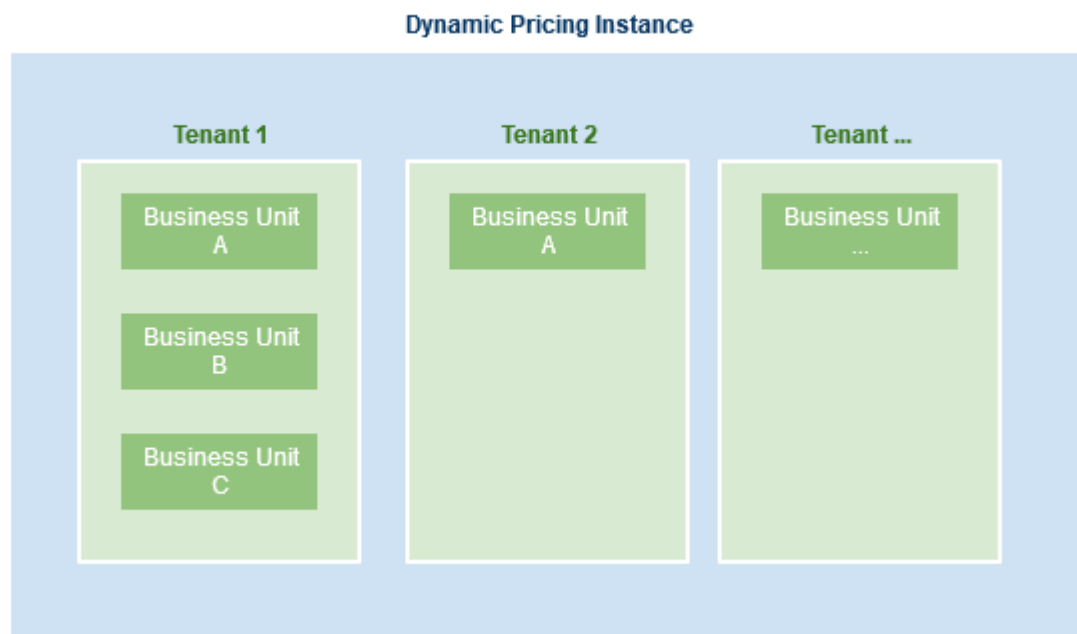 Dynamic Pricing Instance
Tenant 1
Business Unit
A
Business Unit
B
Business Unit
C
Tenant 2
Business Unit
A
Tenant ...
Business Unit
...